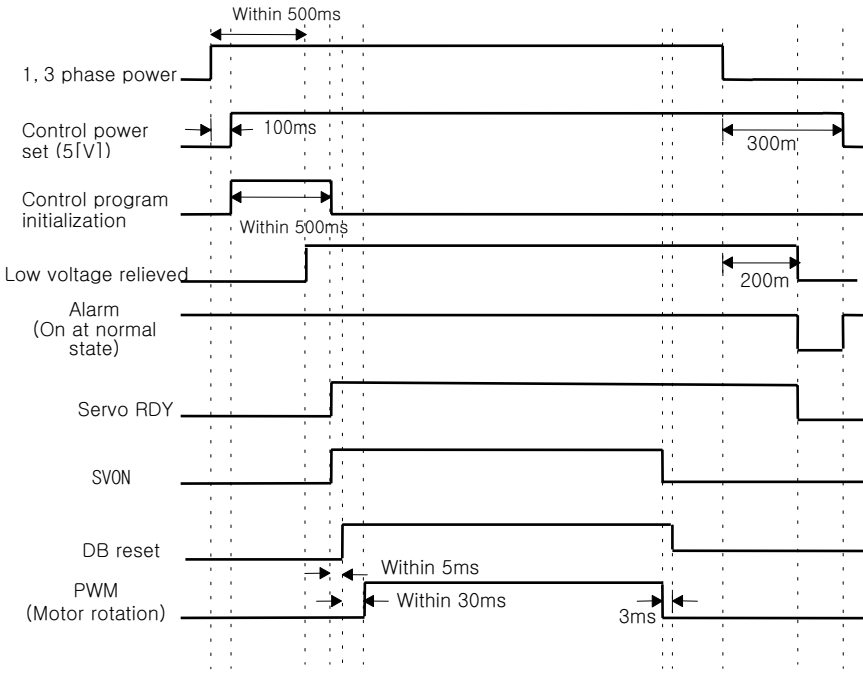 Within 500ms
1, 3 phase power
Control power
set (5[V])
100ms
300m
Control program
initialization
Within 500ms
Low voltage relieved
200m
Alarm
(On at normal
state)
Servo RDY
SVON
DB reset
Within 5ms
PWM
(Motor rotation)
Within 30ms
3ms